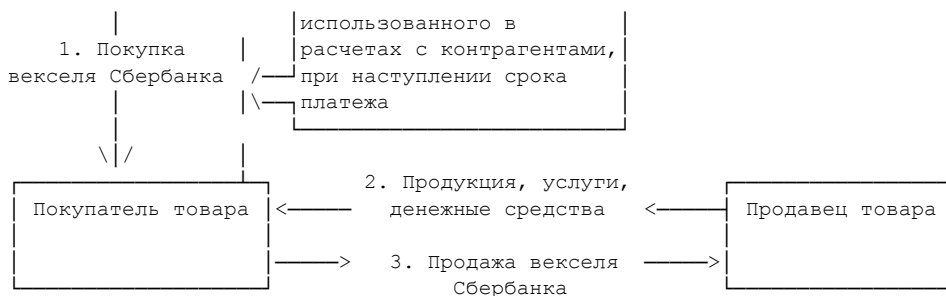 использованного в
1. Покупка расчетах с контрагентами,
векселя Сбербанка при наступлении срока
платежа
2. Продукция, услуги,
Покупатель товара денежные средства Продавец товара
3. Продажа векселя
Сбербанка